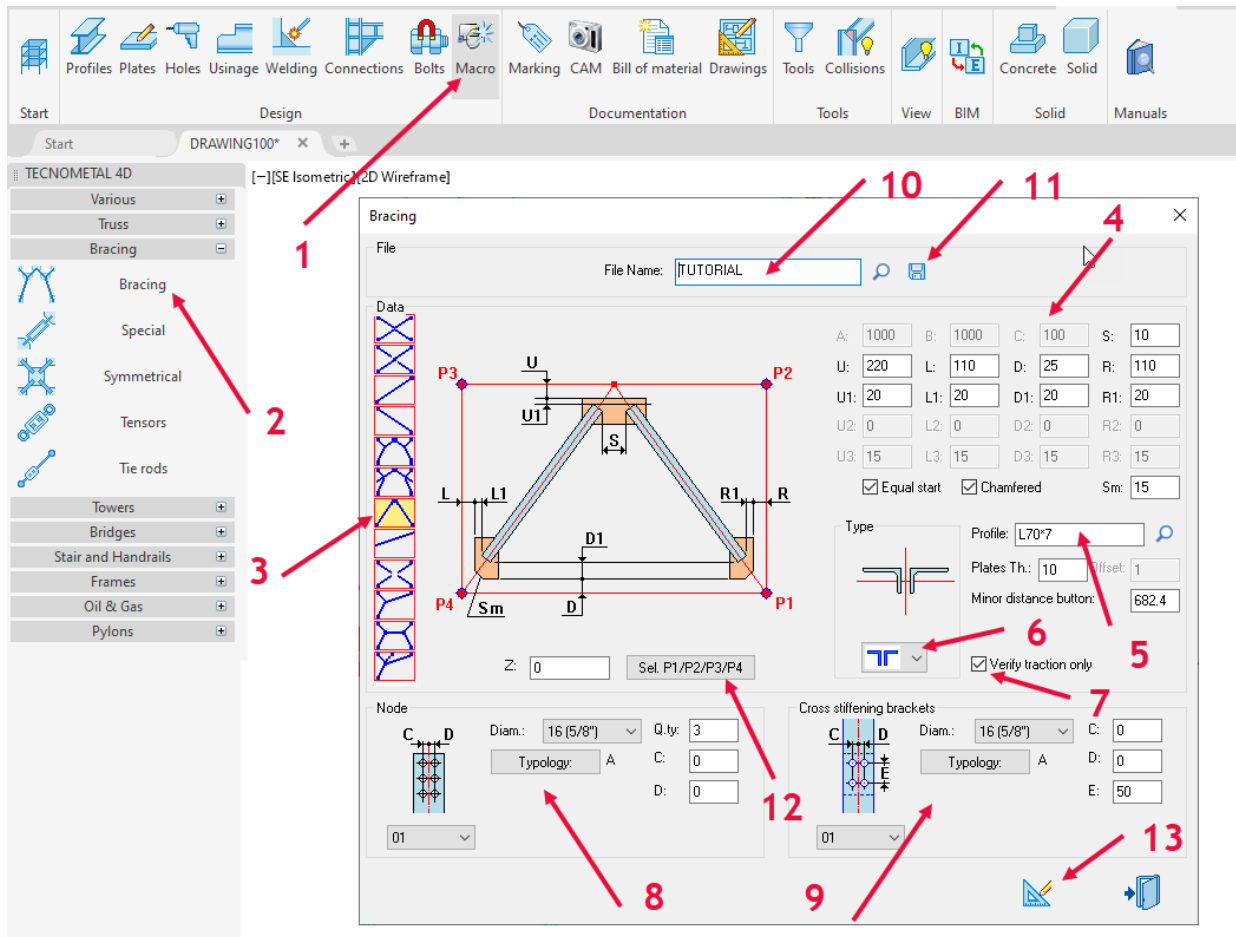 Profiles Plates Holes Usinage Welding Connections Bolts Macro Marking CAM Bill of material Drawings Tools Collisions Concrete Solid
Start Design Documentation Tools View BIM Solid Manuals
Start DRAWING100* × +
TECNOMETAL 4D
[−][SE Isometric][2D Wireframe]
Various
Truss
Bracing
Bracing
Special
Symmetrical
Tensors
Tie rods
Towers
Bridges
Stair and Handrails
Frames
Oil & Gas
Pylons
1
2
3
10
11
4
Bracing
File
File Name: TUTORIAL
Data
A: 1000 B: 1000 C: 100 S: 10
U: 220 L: 110 D: 25 R: 110
U1: 20 L1: 20 D1: 20 R1: 20
U2: 0 L2: 0 D2: 0 R2: 0
U3: 15 L3: 15 D3: 15 R3: 15
Equal start Chamfered Sm: 15
P3 U P2
U1
S
L L1 R1 R
D1
P4 Sm D P1
Type
Profile: L70*7
Plates Th.: 10 Offset: 1
Minor distance button: 682.4
6
5
Verify traction only
7
Z: 0 Sel. P1/P2/P3/P4
12
Node
C D
Diam.: 16 (5/8") Q.ty: 3
Typology: A C: 0
D: 0
01
8
Cross stiffening brackets
C D
E
Diam.: 16 (5/8") C: 0
Typology: A D: 0
E: 50
01
9
13